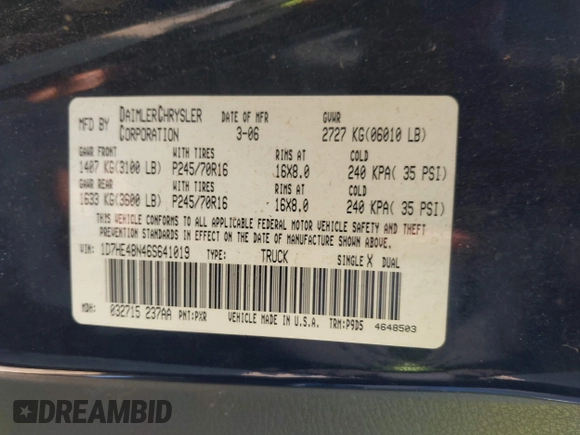 MFD BY DAIMLERCHRYSLER CORPORATION DATE OF MFR 3-06 GVWR 2727 KG(06010 LB)
GAWR FRONT WITH TIRES RIMS AT COLD
1407 KG(3100 LB) P245/70R16 16X8.0 240 KPA( 35 PSI)
GAWR REAR WITH TIRES RIMS AT COLD
1633 KG(3600 LB) P245/70R16 16X8.0 240 KPA( 35 PSI)
THIS VEHICLE CONFORMS TO ALL APPLICABLE FEDERAL MOTOR VEHICLE SAFETY AND THEFT
PREVENTION STANDARDS IN EFFECT ON THE DATE OF MANUFACTURE SHOWN ABOVE.
VIN: 1D7HE48N46S641019 TYPE: TRUCK SINGLE X DUAL
MDH: 032715 237AA PNT:PXR VEHICLE MADE IN U.S.A. TRM:P9D5 4648503
DREAMBID